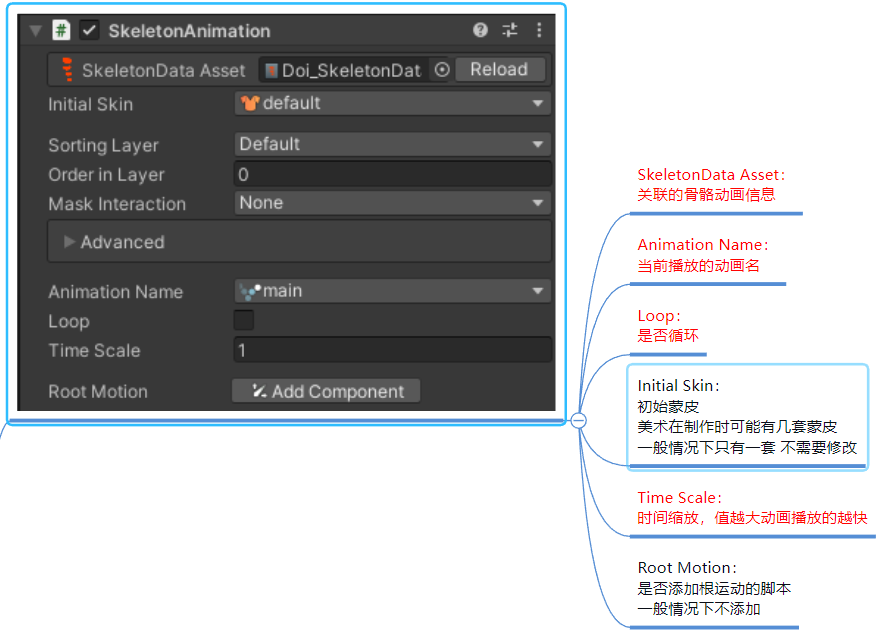 SkeletonAnimation
SkeletonData Asset Doi_SkeletonDat Reload
Initial Skin default
Sorting Layer Default
Order in Layer 0
Mask Interaction None
Advanced
Animation Name main
Loop
Time Scale 1
Root Motion Add Component
SkeletonData Asset：
关联的骨骼动画信息
Animation Name：
当前播放的动画名
Loop：
是否循环
Initial Skin：
初始蒙皮
美术在制作时可能有几套蒙皮
一般情况下只有一套 不需要修改
Time Scale：
时间缩放，值越大动画播放的越快
Root Motion：
是否添加根运动的脚本
一般情况下不添加